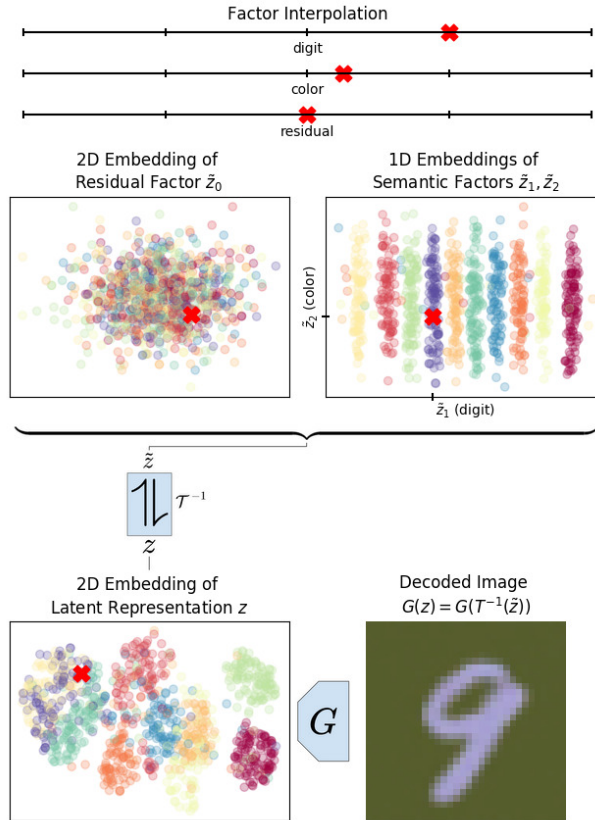 Factor Interpolation
digit
color
residual
2D Embedding of
Residual Factor z̃₀
1D Embeddings of
Semantic Factors z̃₁, z̃₂
z̃₂ (color)
z̃₁ (digit)
z̃
𝒯⁻¹
z
2D Embedding of
Latent Representation z
Decoded Image
G(z) = G(T⁻¹(z̃))
G
9